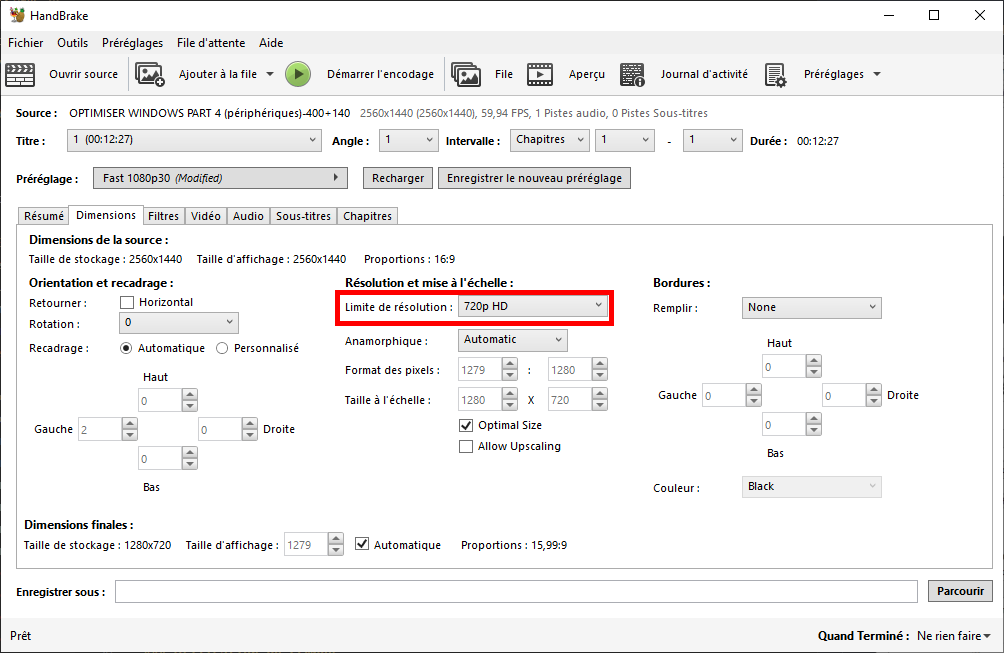 HandBrake
Fichier Outils Préréglages File d'attente Aide
Ouvrir source Ajouter à la file Démarrer l'encodage File Aperçu Journal d'activité Préréglages
Source : OPTIMISER WINDOWS PART 4 (périphériques)-400+140 2560x1440 (2560x1440), 59,94 FPS, 1 Pistes audio, 0 Pistes Sous-titres
Titre : 1 (00:12:27) Angle : 1 Intervalle : Chapitres 1 - 1 Durée : 00:12:27
Préréglage : Fast 1080p30 (Modified) Recharger Enregistrer le nouveau préréglage
Résumé Dimensions Filtres Vidéo Audio Sous-titres Chapitres
Dimensions de la source :
Taille de stockage : 2560x1440 Taille d'affichage : 2560x1440 Proportions : 16:9
Orientation et recadrage : Résolution et mise à l'échelle : Bordures :
Retourner : Horizontal Limite de résolution : 720p HD Remplir : None
Rotation : 0
Recadrage : Automatique Personnalisé Anamorphique : Automatic Haut
Haut Format des pixels : 1279 : 1280 0
0 Taille à l'échelle : 1280 X 720 Gauche 0 0 Droite
Gauche 2 0 Droite Optimal Size 0
0 Allow Upscaling Bas
Bas Couleur : Black
Dimensions finales :
Taille de stockage : 1280x720 Taille d'affichage : 1279 Automatique Proportions : 15,99:9
Enregistrer sous : Parcourir
Prêt Quand Terminé : Ne rien faire